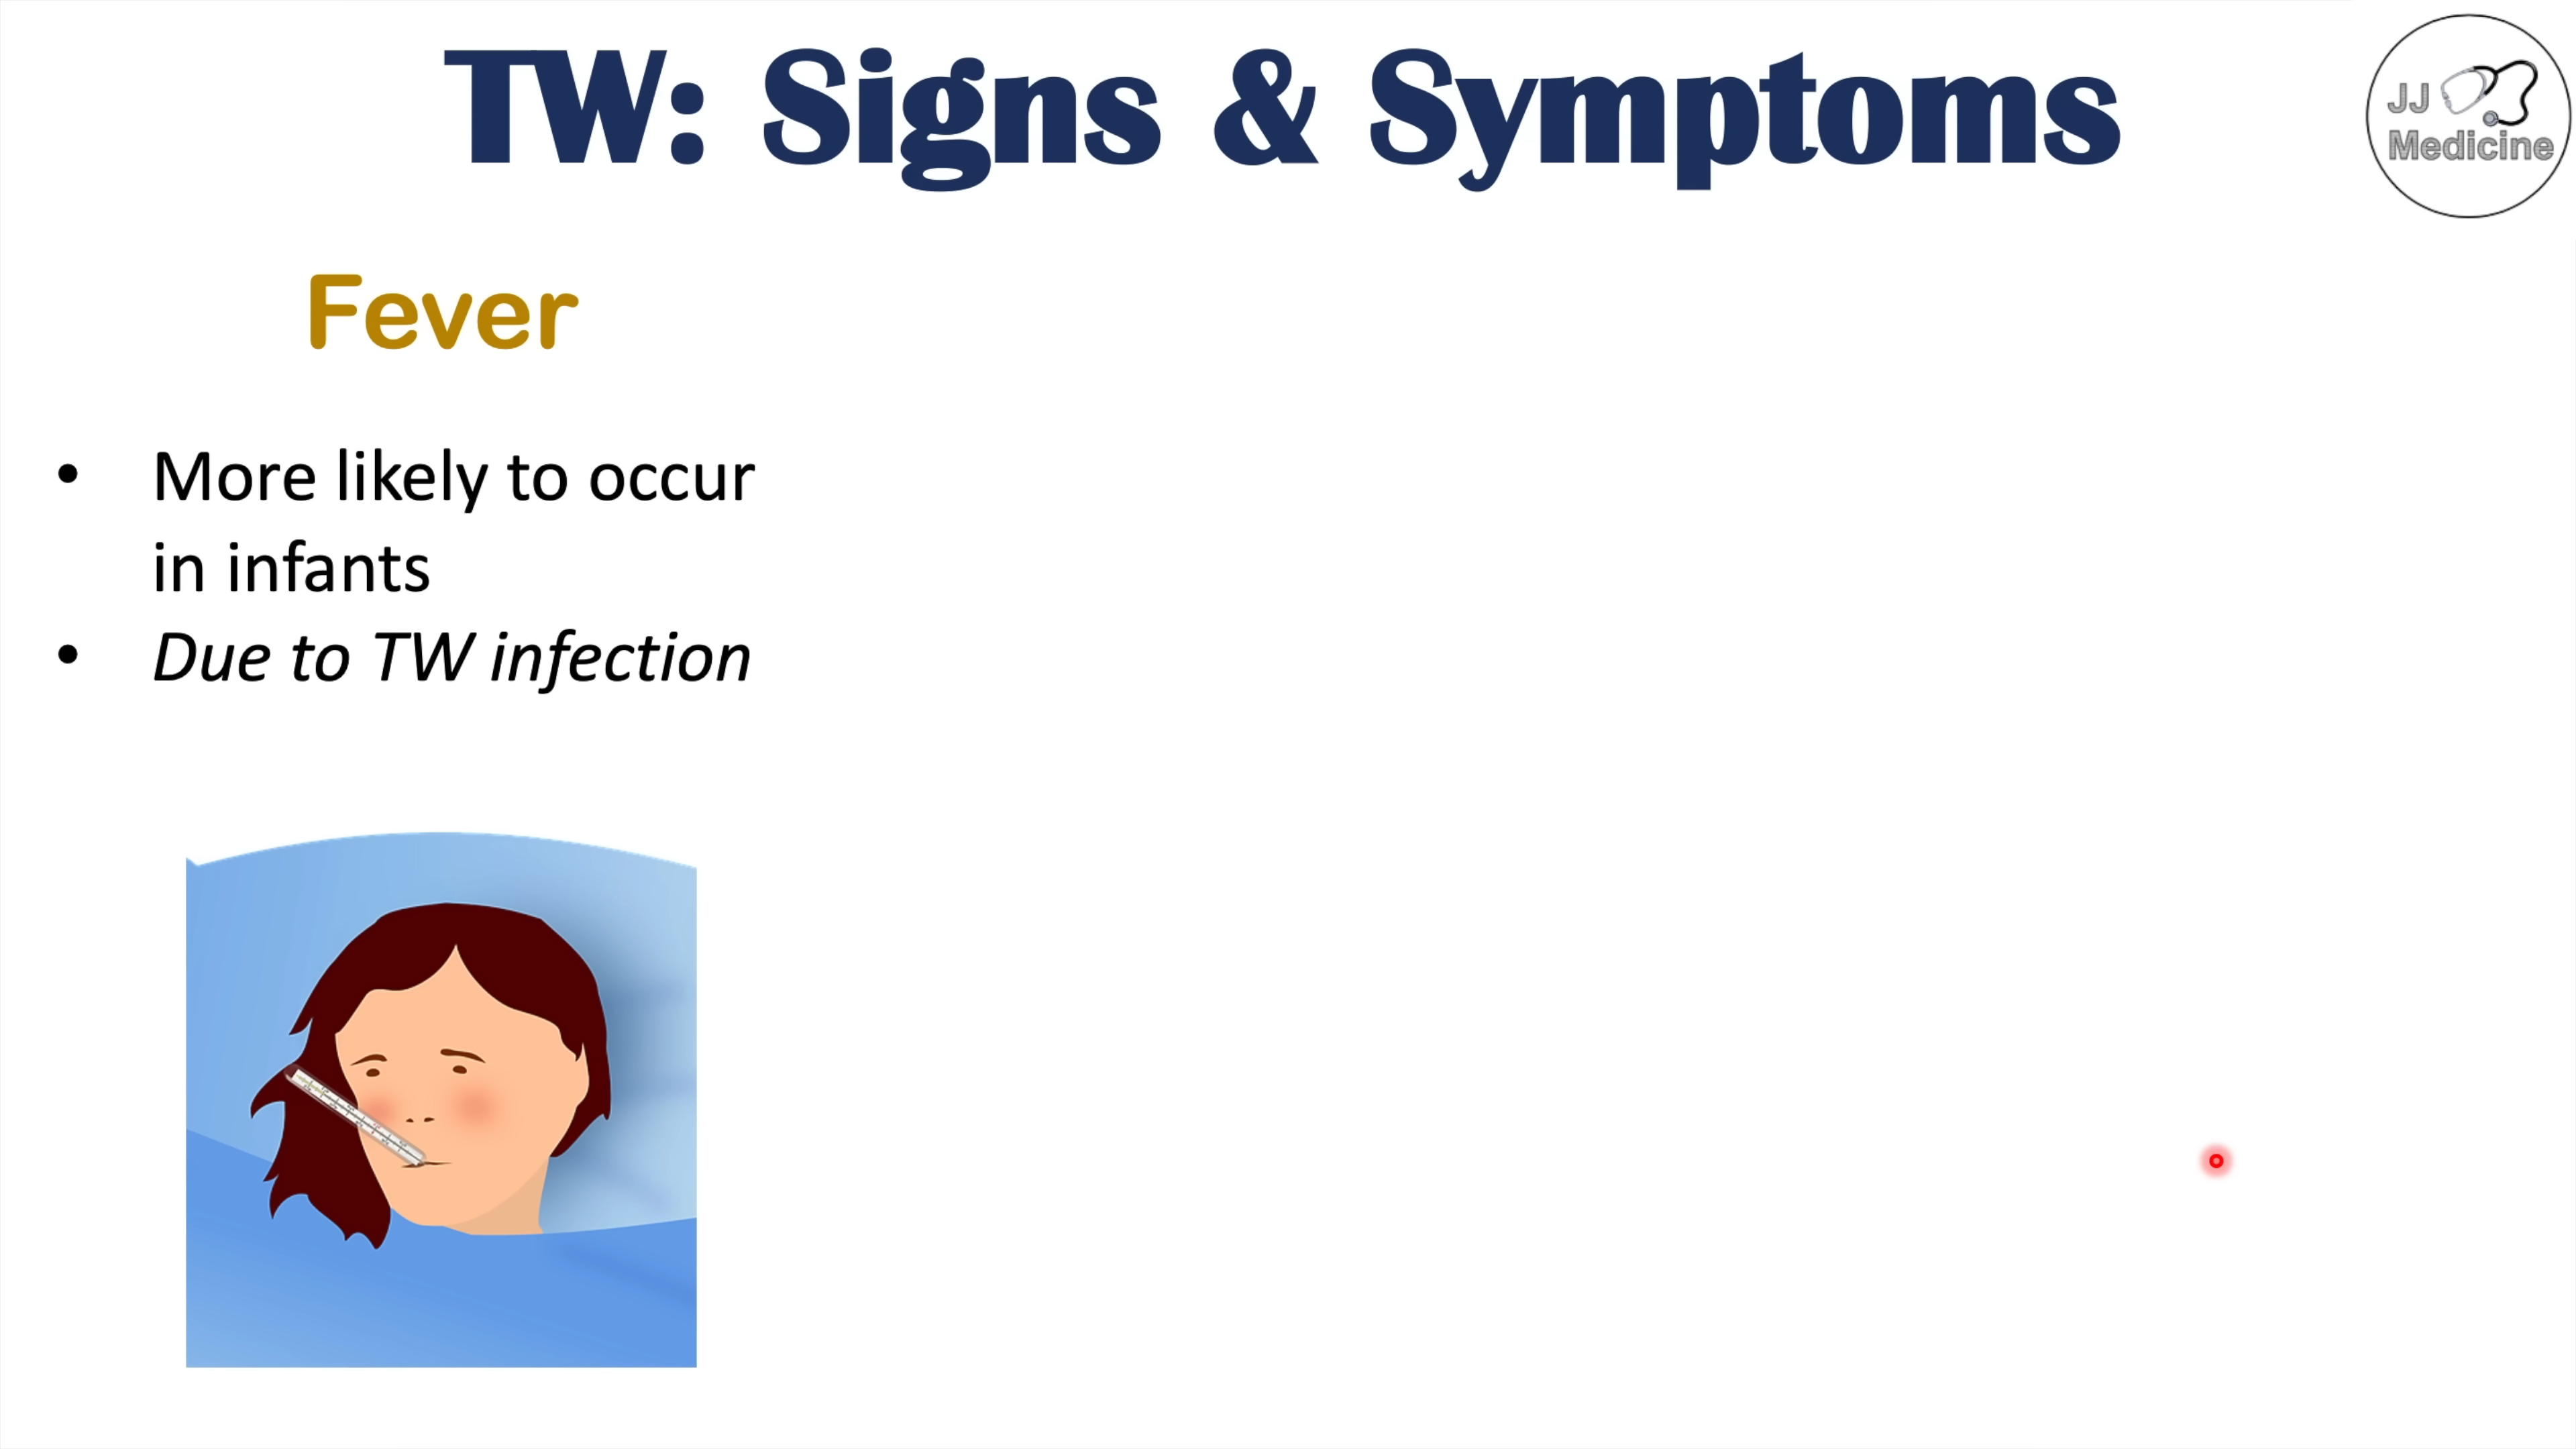 TW: Signs & Symptoms
JJ
Medicine
Fever
• More likely to occur
in infants
• Due to TW infection